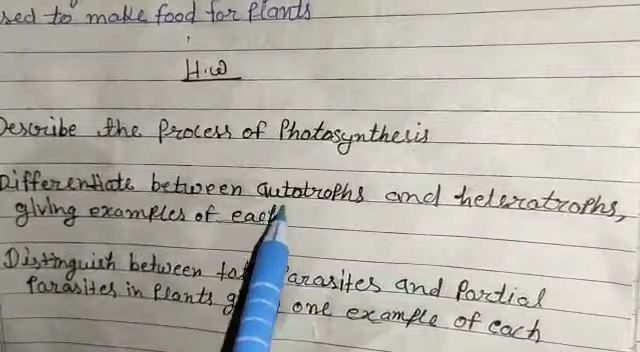 sed to make food for plants
H.W
Describe the Process of Photosynthesis
Differentiate between autotrophs and heteratrophs,
giving examples of each
Distinguish between Parasites and Partial
Parasites in Plants one example of each